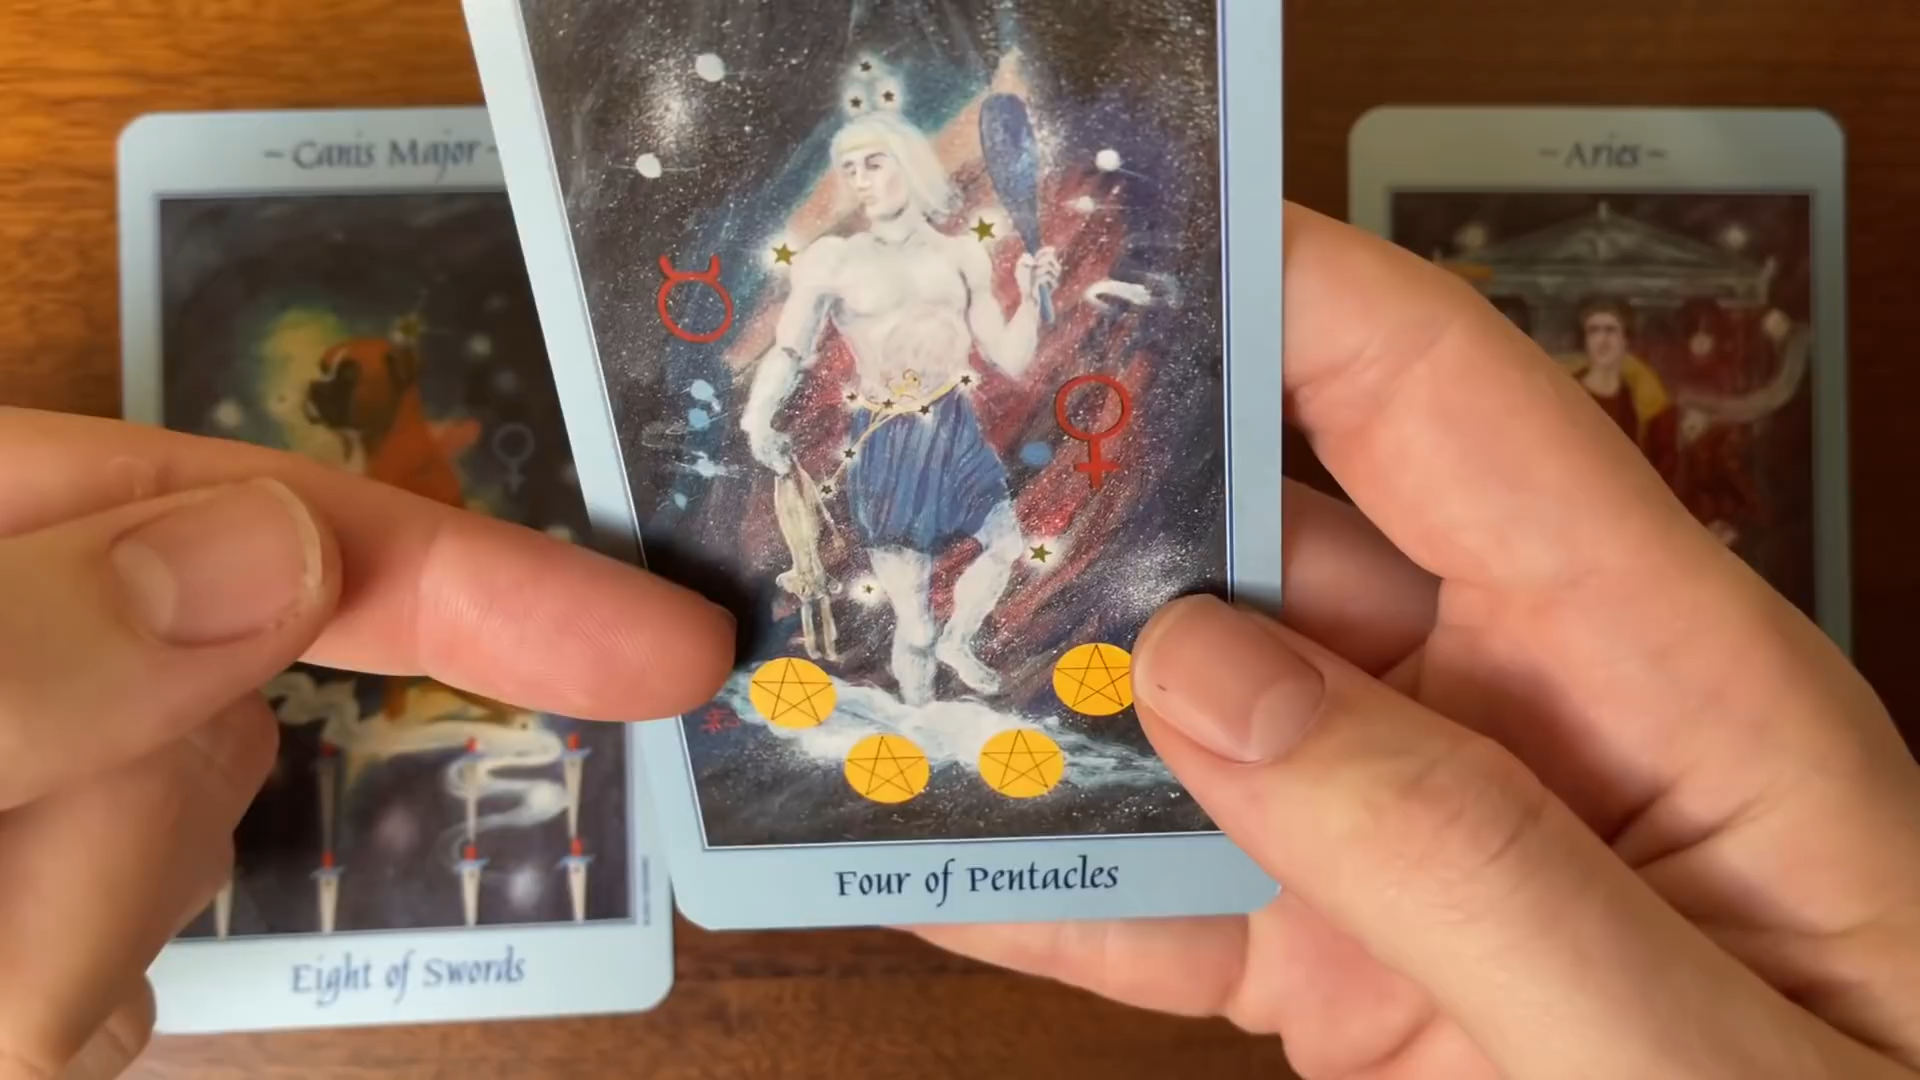 ~ Canis Major ~
~ Aries ~
Four of Pentacles
Eight of Swords